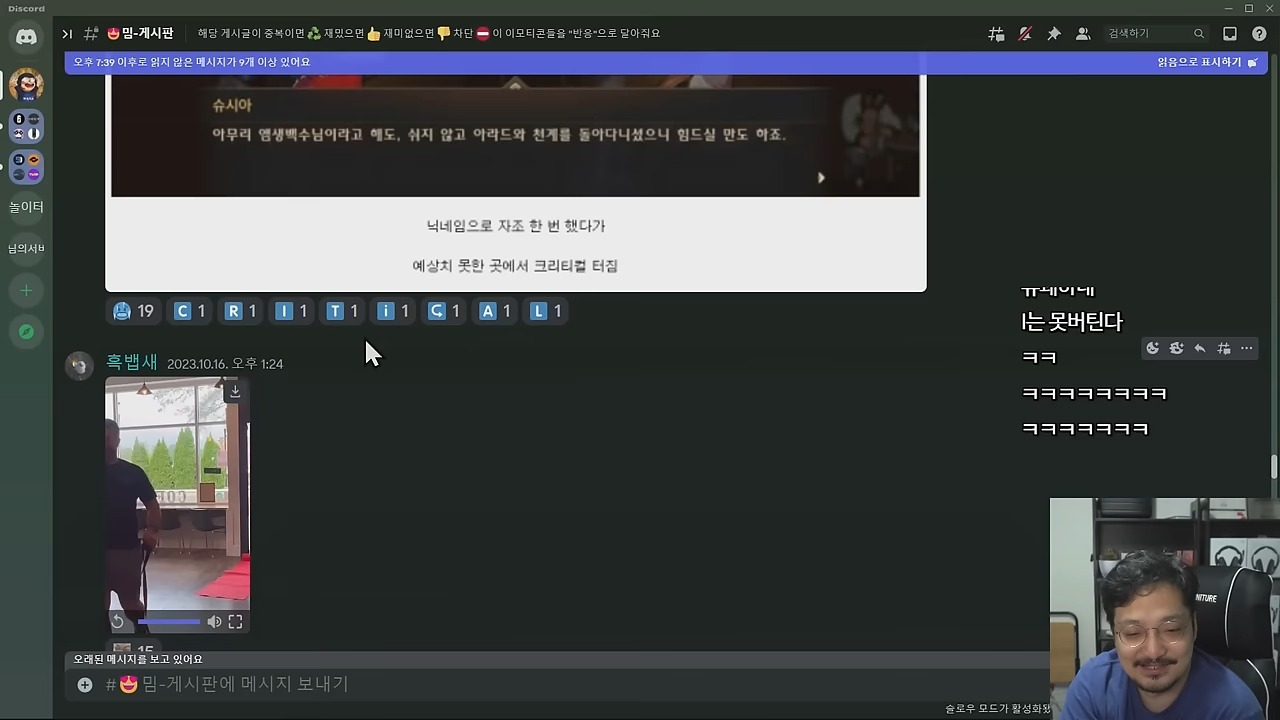 Discord
밈-게시판
해당 게시글이 중복이면 ♻️ 재밌으면 👍 재미없으면 👎 차단 ⛔ 이 이모티콘들을 "반응"으로 달아줘요
검색하기
오후 7:39 이후로 읽지 않은 메시지가 9개 이상 있어요
읽음으로 표시하기
슈시아
아무리 앰생백수님이라고 해도, 쉬지 않고 아라드와 천계를 돌아다니셨으니 힘드실 만도 하죠.
놀이터
님의서버
닉네임으로 자조 한 번 했다가
예상치 못한 곳에서 크리티컬 터짐
19 C 1 R 1 I 1 T 1 i 1 1 A 1 L 1
ㅣ는 못버틴다
ㅋㅋ
ㅋㅋㅋㅋㅋㅋㅋㅋ
ㅋㅋㅋㅋㅋㅋㅋ
흑뱁새 2023.10.16. 오후 1:24
15
오래된 메시지를 보고 있어요
#😍밈-게시판에 메시지 보내기
슬로우 모드가 활성화됐
NITURE